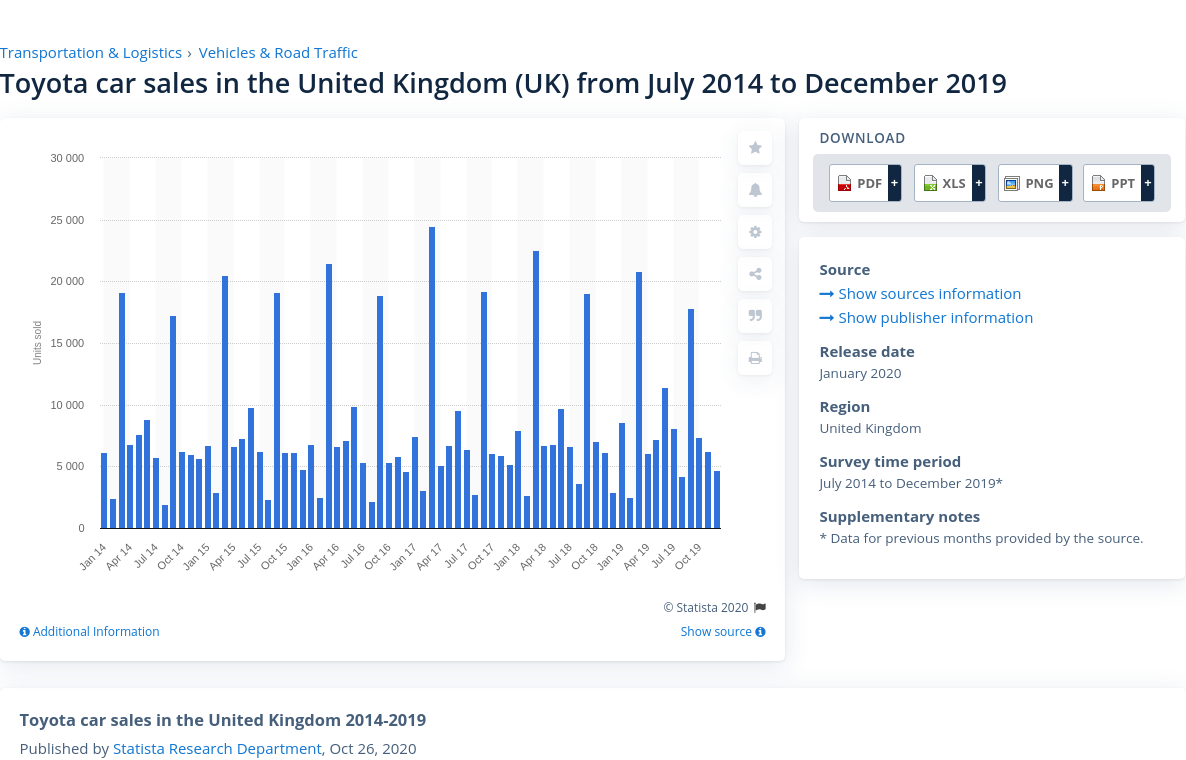 Transportation & Logistics › Vehicles & Road Traffic
Toyota car sales in the United Kingdom (UK) from July 2014 to December 2019
30 000
25 000
20 000
15 000
10 000
5 000
0
Units sold
Jan 14
Apr 14
Jul 14
Oct 14
Jan 15
Apr 15
Jul 15
Oct 15
Jan 16
Apr 16
Jul 16
Oct 16
Jan 17
Apr 17
Jul 17
Oct 17
Jan 18
Apr 18
Jul 18
Oct 18
Jan 19
Apr 19
Jul 19
Oct 19
© Statista 2020
Additional Information
Show source
DOWNLOAD
PDF +
XLS +
PNG +
PPT +
Source
Show sources information
Show publisher information
Release date
January 2020
Region
United Kingdom
Survey time period
July 2014 to December 2019*
Supplementary notes
* Data for previous months provided by the source.
Toyota car sales in the United Kingdom 2014-2019
Published by Statista Research Department, Oct 26, 2020